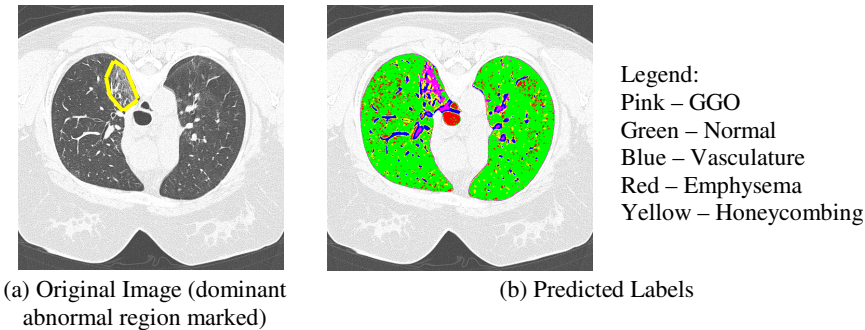 Legend:
Pink – GGO
Green – Normal
Blue – Vasculature
Red – Emphysema
Yellow – Honeycombing
(a) Original Image (dominant
abnormal region marked)
(b) Predicted Labels